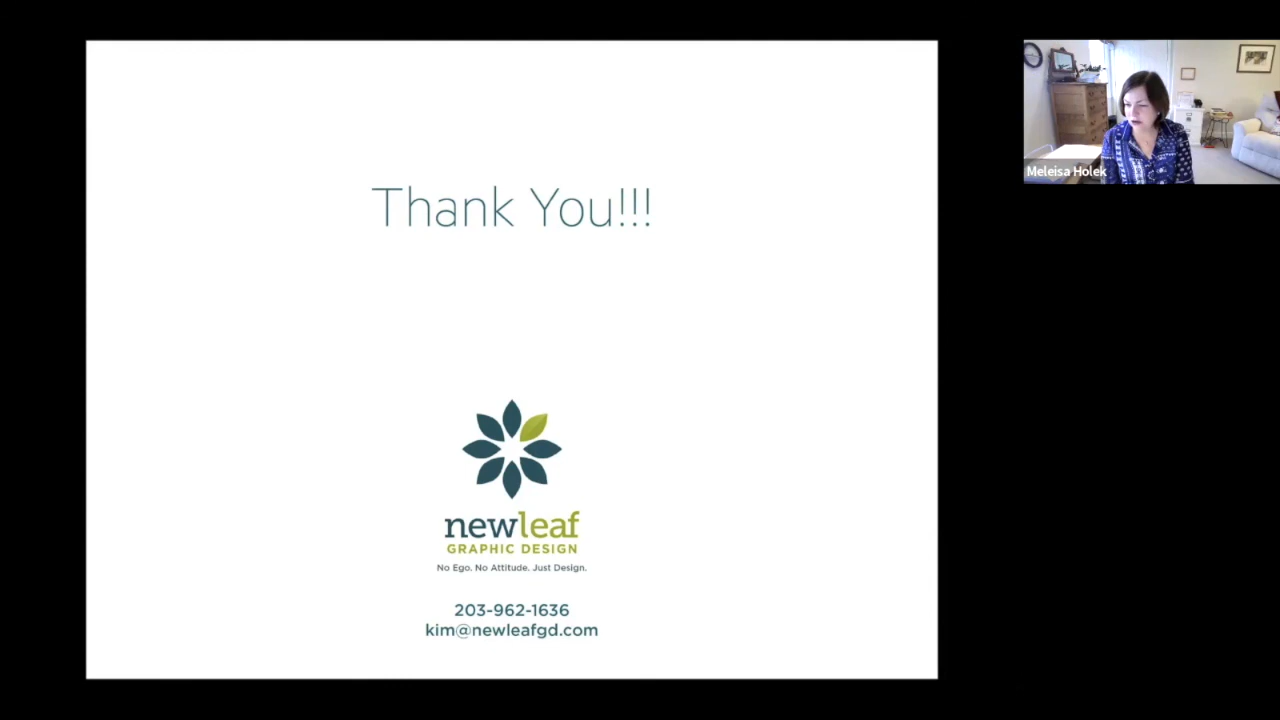 Thank You!!!
newleaf
GRAPHIC DESIGN
No Ego. No Attitude. Just Design.
203-962-1636
kim@newleafgd.com
Meleisa Holek